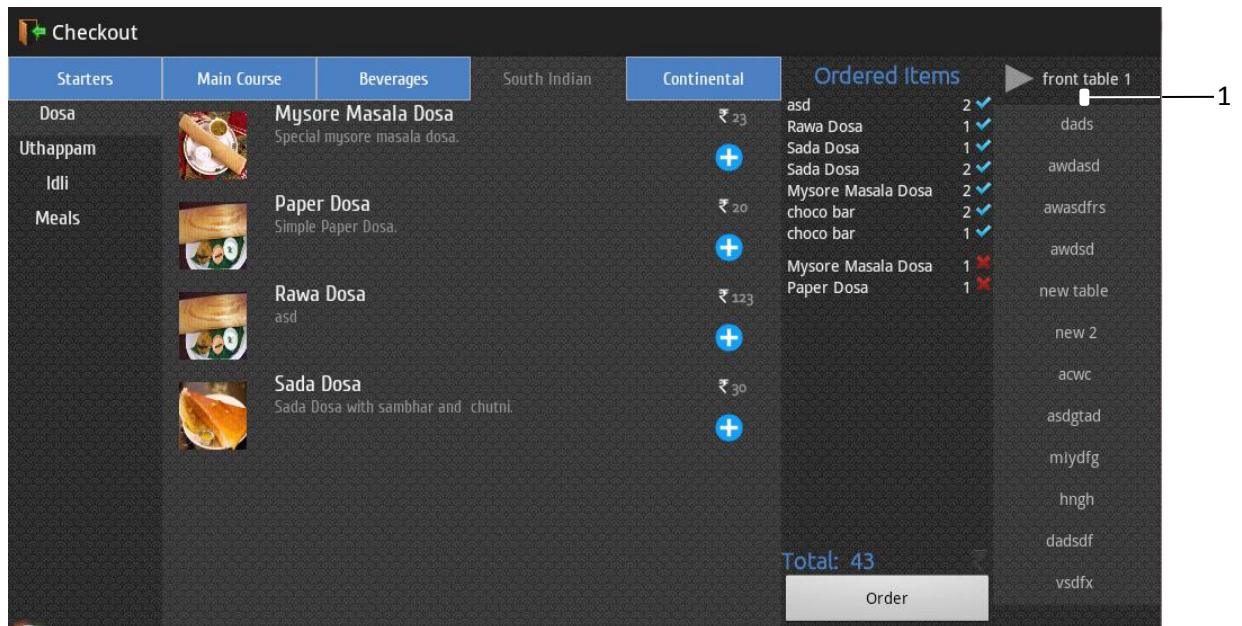 Checkout
Starters Main Course Beverages South Indian Continental
Dosa
Uthappam
Idli
Meals
Mysore Masala Dosa ₹ 23
Special mysore masala dosa.
Paper Dosa ₹ 20
Simple Paper Dosa.
Rawa Dosa ₹ 123
asd
Sada Dosa ₹ 30
Sada Dosa with sambhar and chutni.
Ordered Items
asd 2
Rawa Dosa 1
Sada Dosa 1
Sada Dosa 2
Mysore Masala Dosa 2
choco bar 2
choco bar 1
Mysore Masala Dosa 1
Paper Dosa 1
Total: 43 ₹
Order
front table 1
dads
awdasd
awasdfrs
awdsd
new table
new 2
acwc
asdgtad
miydfg
hngh
dadsdf
vsdfx
1